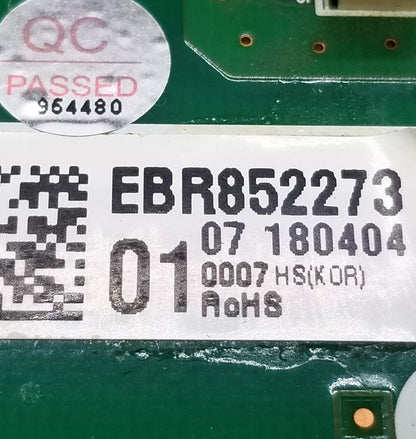 QC
PASSED
964480
EBR852273
01
07 180404
0007 HS(KOR)
RoHS